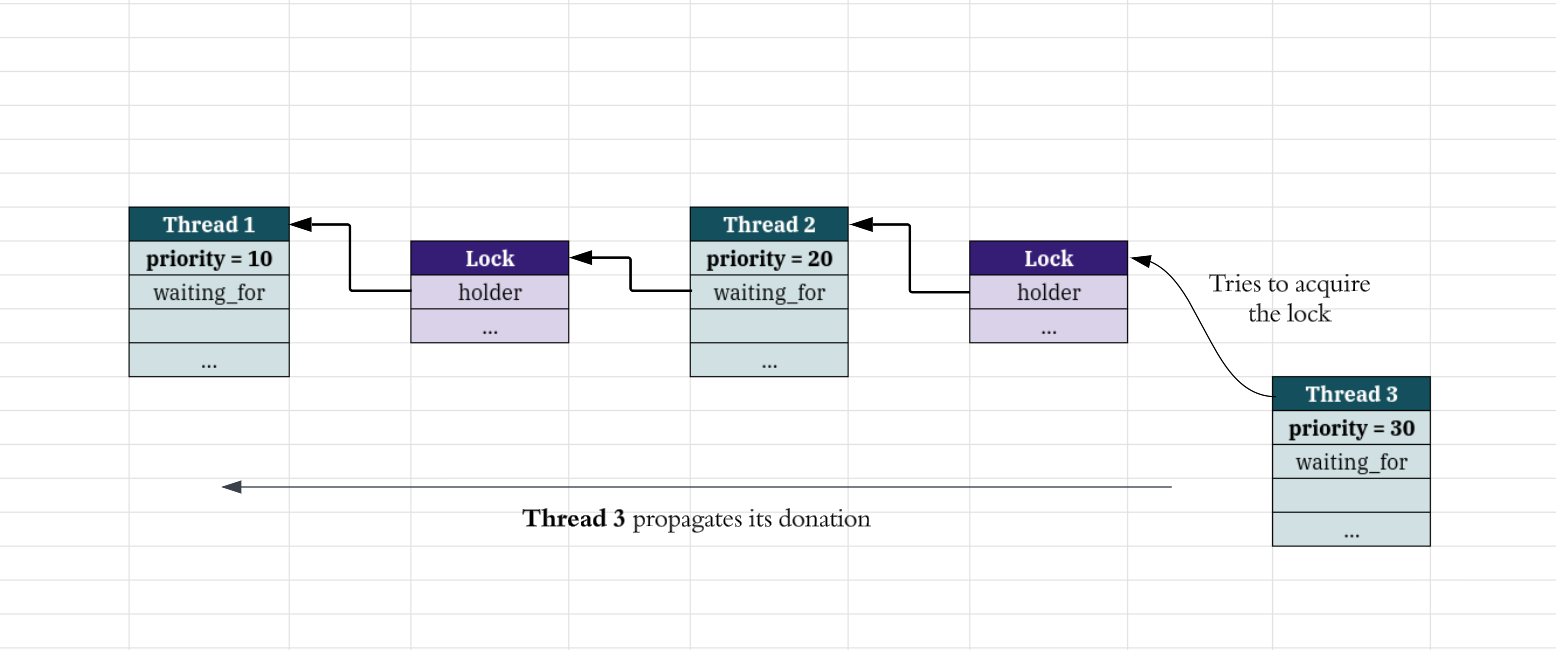 Thread 1
priority = 10
waiting_for
...
Lock
holder
...
Thread 2
priority = 20
waiting_for
...
Lock
holder
...
Tries to acquire
the lock
Thread 3
priority = 30
waiting_for
...
Thread 3 propagates its donation